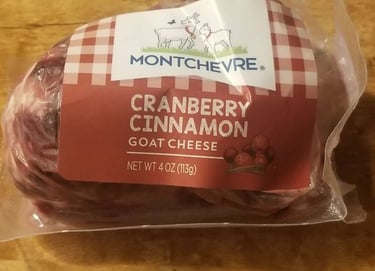 MONTCHEVRE®
CRANBERRY
CINNAMON
GOAT CHEESE
NET WT 4 OZ (113g)